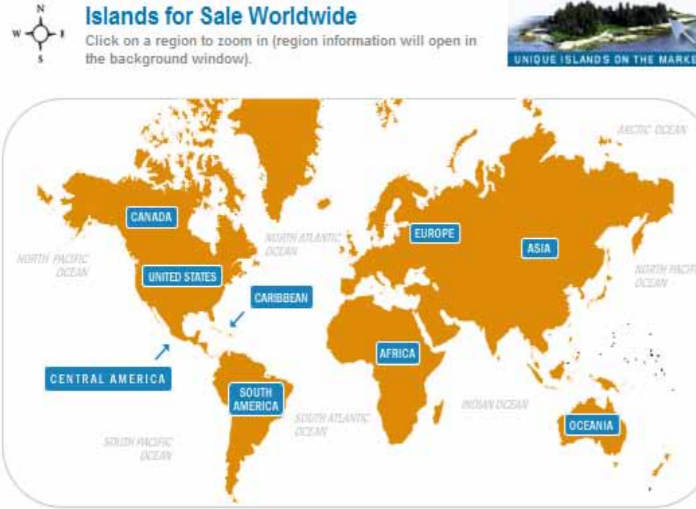 N
W
E
S
Islands for Sale Worldwide
Click on a region to zoom in (region information will open in
the background window).
UNIQUE ISLANDS ON THE MARKE
ARCTIC OCEAN
CANADA
EUROPE
ASIA
NORTH ATLANTIC
OCEAN
NORTH PACIFIC
OCEAN
NORTH PACIFI
OCEAN
UNITED STATES
CARIBBEAN
AFRICA
CENTRAL AMERICA
SOUTH
AMERICA
INDIAN OCEAN
SOUTH ATLANTIC
OCEAN
OCEANIA
SOUTH PACIFIC
OCEAN